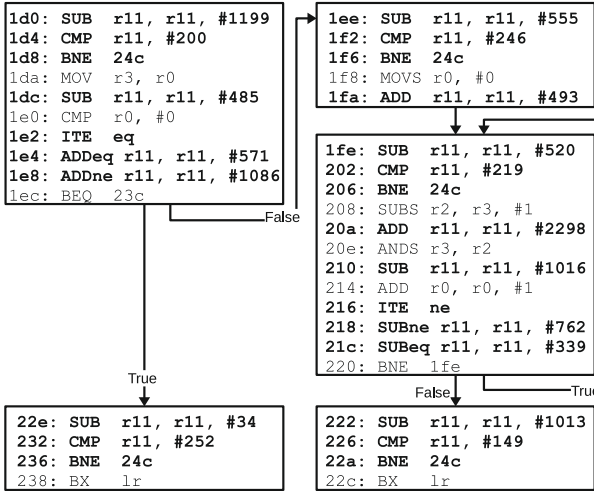 1d0: SUB r11, r11, #1199
1d4: CMP r11, #200
1d8: BNE 24c
1da: MOV r3, r0
1dc: SUB r11, r11, #485
1e0: CMP r0, #0
1e2: ITE eq
1e4: ADDeq r11, r11, #571
1e8: ADDne r11, r11, #1086
1ec: BEQ 23c
False
True
22e: SUB r11, r11, #34
232: CMP r11, #252
236: BNE 24c
238: BX lr
1ee: SUB r11, r11, #555
1f2: CMP r11, #246
1f6: BNE 24c
1f8: MOVS r0, #0
1fa: ADD r11, r11, #493
1fe: SUB r11, r11, #520
202: CMP r11, #219
206: BNE 24c
208: SUBS r2, r3, #1
20a: ADD r11, r11, #2298
20e: ANDS r3, r2
210: SUB r11, r11, #1016
214: ADD r0, r0, #1
216: ITE ne
218: SUBne r11, r11, #762
21c: SUBeq r11, r11, #339
220: BNE 1fe
False
True
222: SUB r11, r11, #1013
226: CMP r11, #149
22a: BNE 24c
22c: BX lr